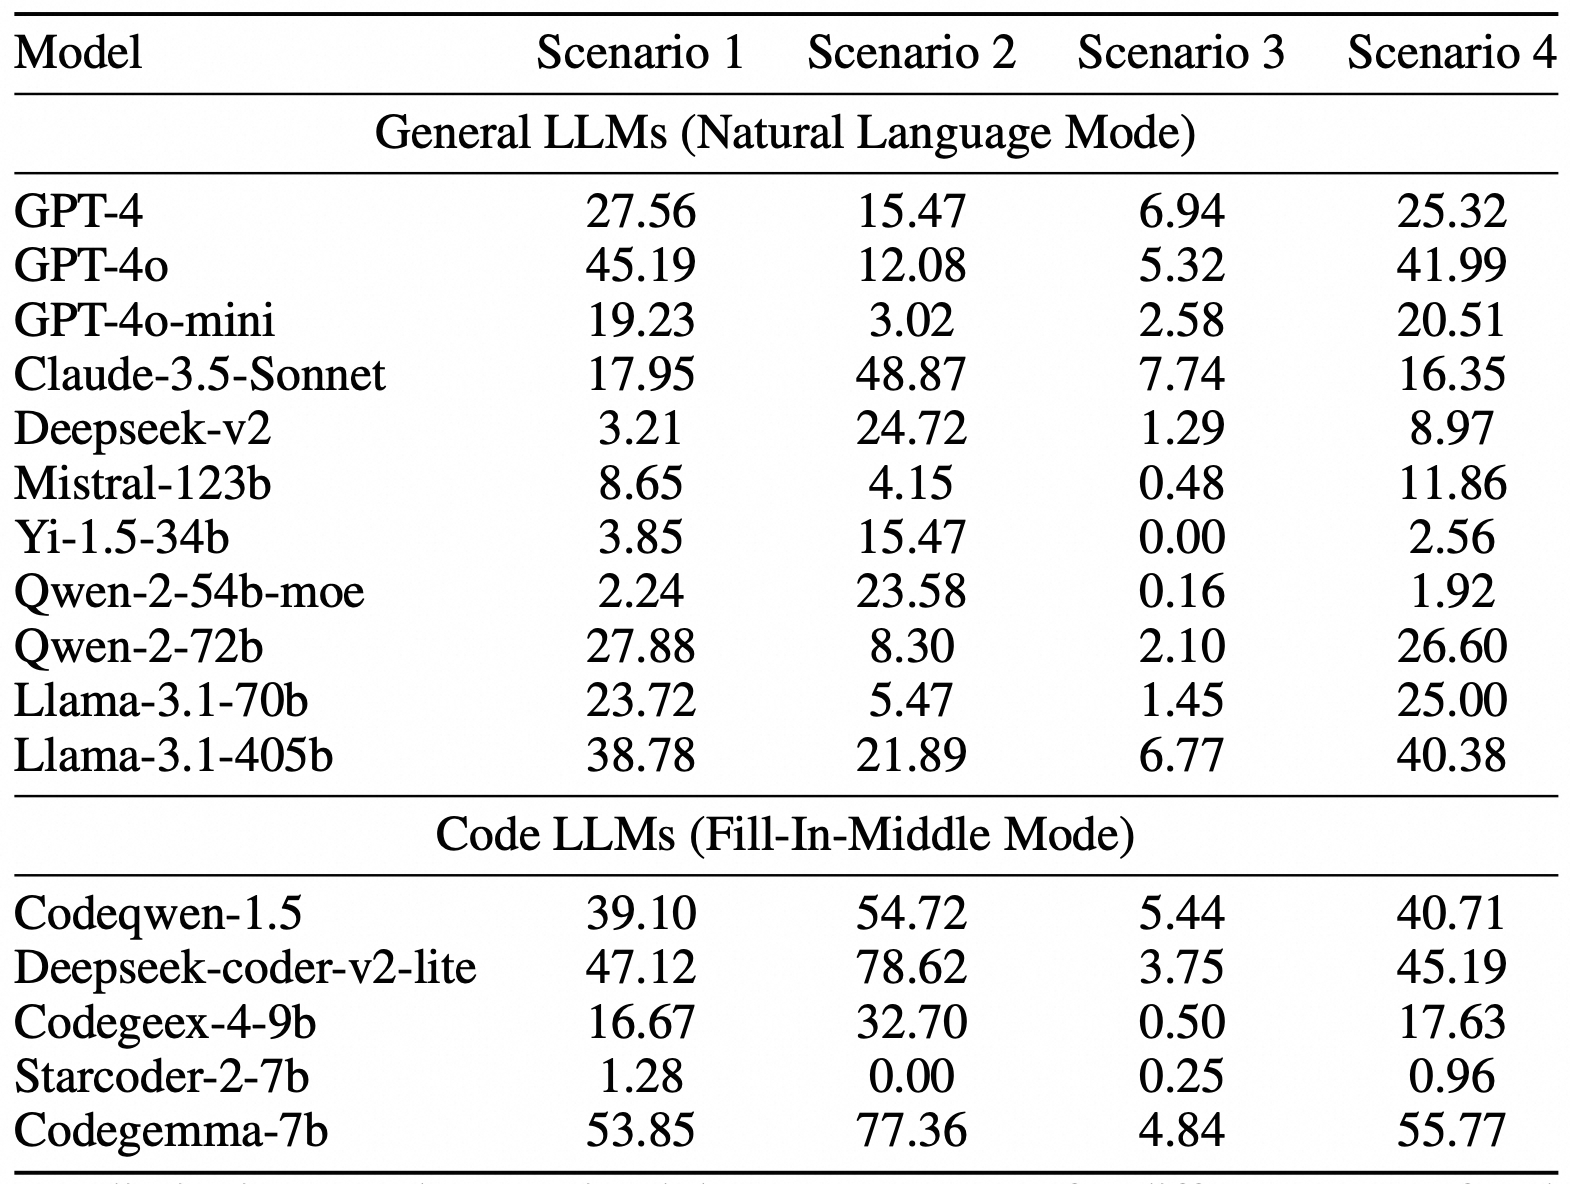 Model Scenario 1 Scenario 2 Scenario 3 Scenario 4
General LLMs (Natural Language Mode)
GPT-4 27.56 15.47 6.94 25.32
GPT-4o 45.19 12.08 5.32 41.99
GPT-4o-mini 19.23 3.02 2.58 20.51
Claude-3.5-Sonnet 17.95 48.87 7.74 16.35
Deepseek-v2 3.21 24.72 1.29 8.97
Mistral-123b 8.65 4.15 0.48 11.86
Yi-1.5-34b 3.85 15.47 0.00 2.56
Qwen-2-54b-moe 2.24 23.58 0.16 1.92
Qwen-2-72b 27.88 8.30 2.10 26.60
Llama-3.1-70b 23.72 5.47 1.45 25.00
Llama-3.1-405b 38.78 21.89 6.77 40.38
Code LLMs (Fill-In-Middle Mode)
Codeqwen-1.5 39.10 54.72 5.44 40.71
Deepseek-coder-v2-lite 47.12 78.62 3.75 45.19
Codegeex-4-9b 16.67 32.70 0.50 17.63
Starcoder-2-7b 1.28 0.00 0.25 0.96
Codegemma-7b 53.85 77.36 4.84 55.77